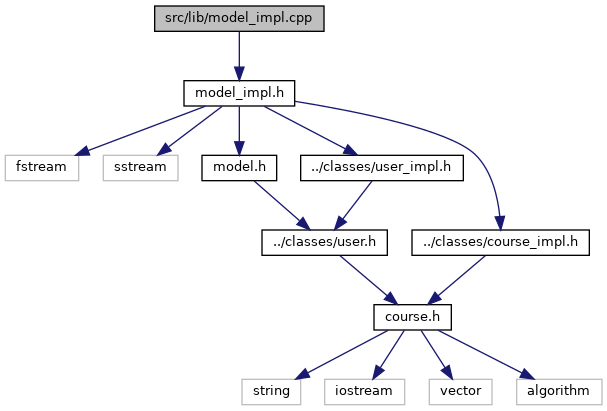 src/lib/model_impl.cpp
model_impl.h
fstream
sstream
model.h
../classes/user_impl.h
../classes/user.h
../classes/course_impl.h
course.h
string
iostream
vector
algorithm